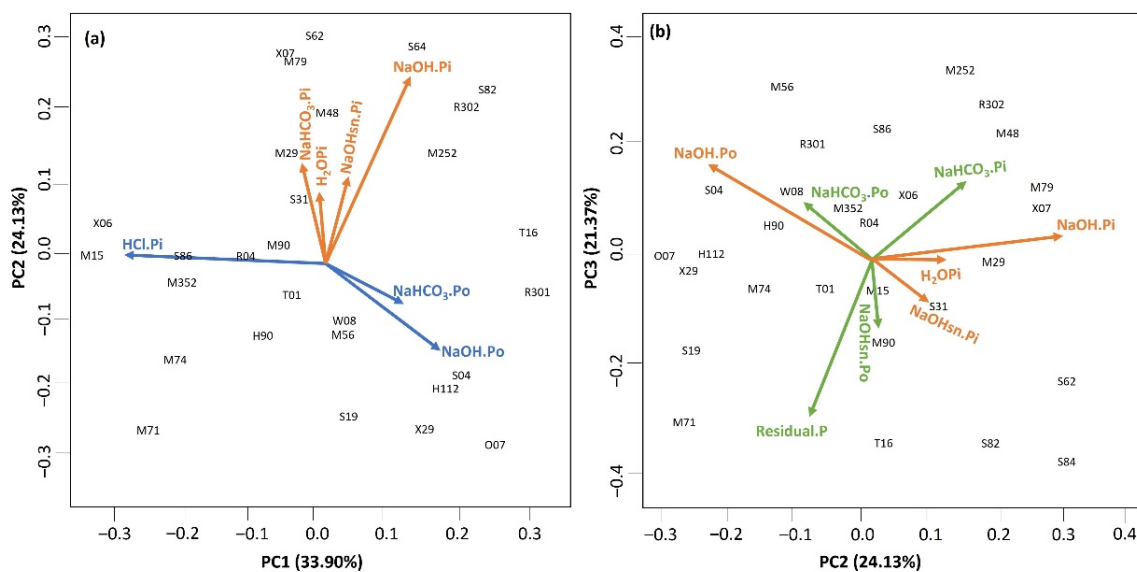 (a)
0.3
0.2
0.1
0.0
−0.1
−0.2
−0.3
PC2 (24.13%)
S62
X07
M79
S64
NaOH.Pi
S82
R302
NaHCO₃.Pi
M48
NaOHsn.Pi
M29
H₂OPi
M252
S31
X06
T16
M90
HCl.Pi
M15
S86
R04
M352
T01
NaHCO₃.Po
R301
W08
M56
H90
NaOH.Po
M74
S04
H112
S19
M71
X29
O07
−0.3
−0.2
−0.1
0.0
0.1
0.2
0.3
PC1 (33.90%)
(b)
0.4
0.2
0.0
−0.2
−0.4
PC3 (21.37%)
M252
M56
R302
S86
M48
R301
NaOH.Po
NaHCO₃.Pi
S04
W08
NaHCO₃.Po
X06
M79
M352
X07
H90
R04
NaOH.Pi
O07
H112
M29
X29
H₂OPi
M74
T01
M15
S31
NaOHsn.Pi
NaOHsn.Po
M90
S19
S62
M71
Residual.P
T16
S82
S84
−0.3
−0.2
−0.1
0.0
0.1
0.2
0.3
0.4
PC2 (24.13%)